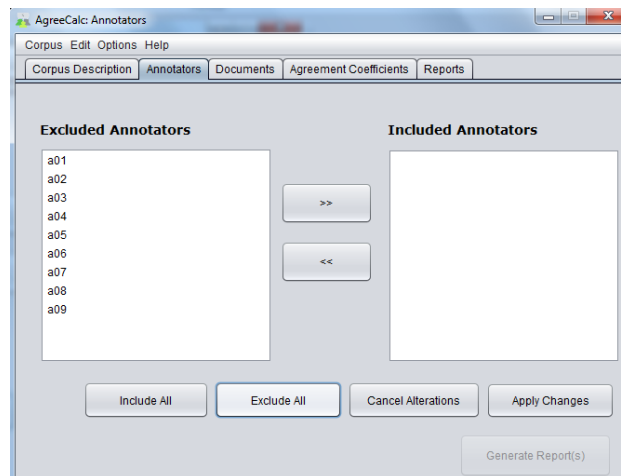 AgreeCalc: Annotators
Corpus Edit Options Help
Corpus Description Annotators Documents Agreement Coefficients Reports
Excluded Annotators Included Annotators
a01
a02
a03
a04
a05
a06
a07
a08
a09
>>
<<
Include All Exclude All Cancel Alterations Apply Changes
Generate Report(s)